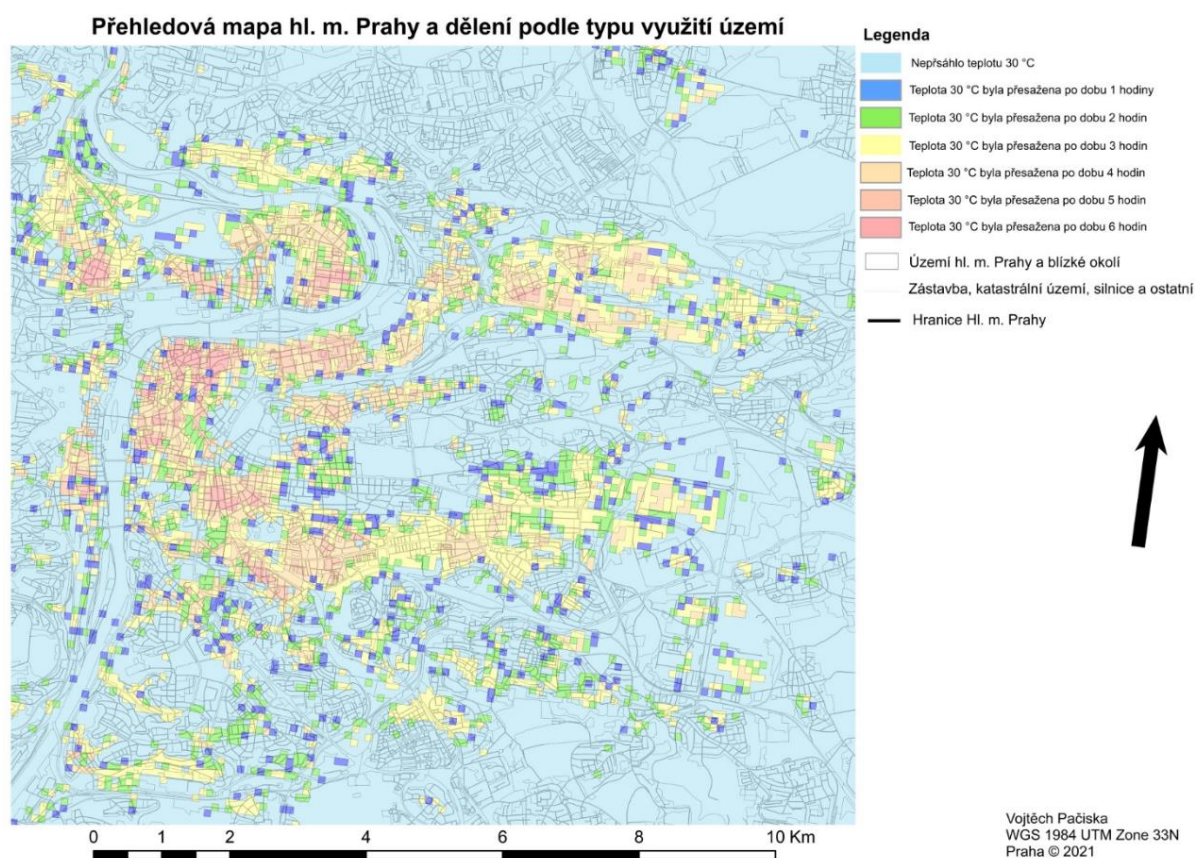 Přehledová mapa hl. m. Prahy a dělení podle typu využití území
Legenda
Nepřsáhlo teplotu 30 °C
Teplota 30 °C byla přesažena po dobu 1 hodiny
Teplota 30 °C byla přesažena po dobu 2 hodin
Teplota 30 °C byla přesažena po dobu 3 hodin
Teplota 30 °C byla přesažena po dobu 4 hodin
Teplota 30 °C byla přesažena po dobu 5 hodin
Teplota 30 °C byla přesažena po dobu 6 hodin
Území hl. m. Prahy a blízké okolí
Zástavba, katastrální území, silnice a ostatní
Hranice Hl. m. Prahy
0 1 2 4 6 8 10 Km
Vojtěch Pačiska
WGS 1984 UTM Zone 33N
Praha © 2021